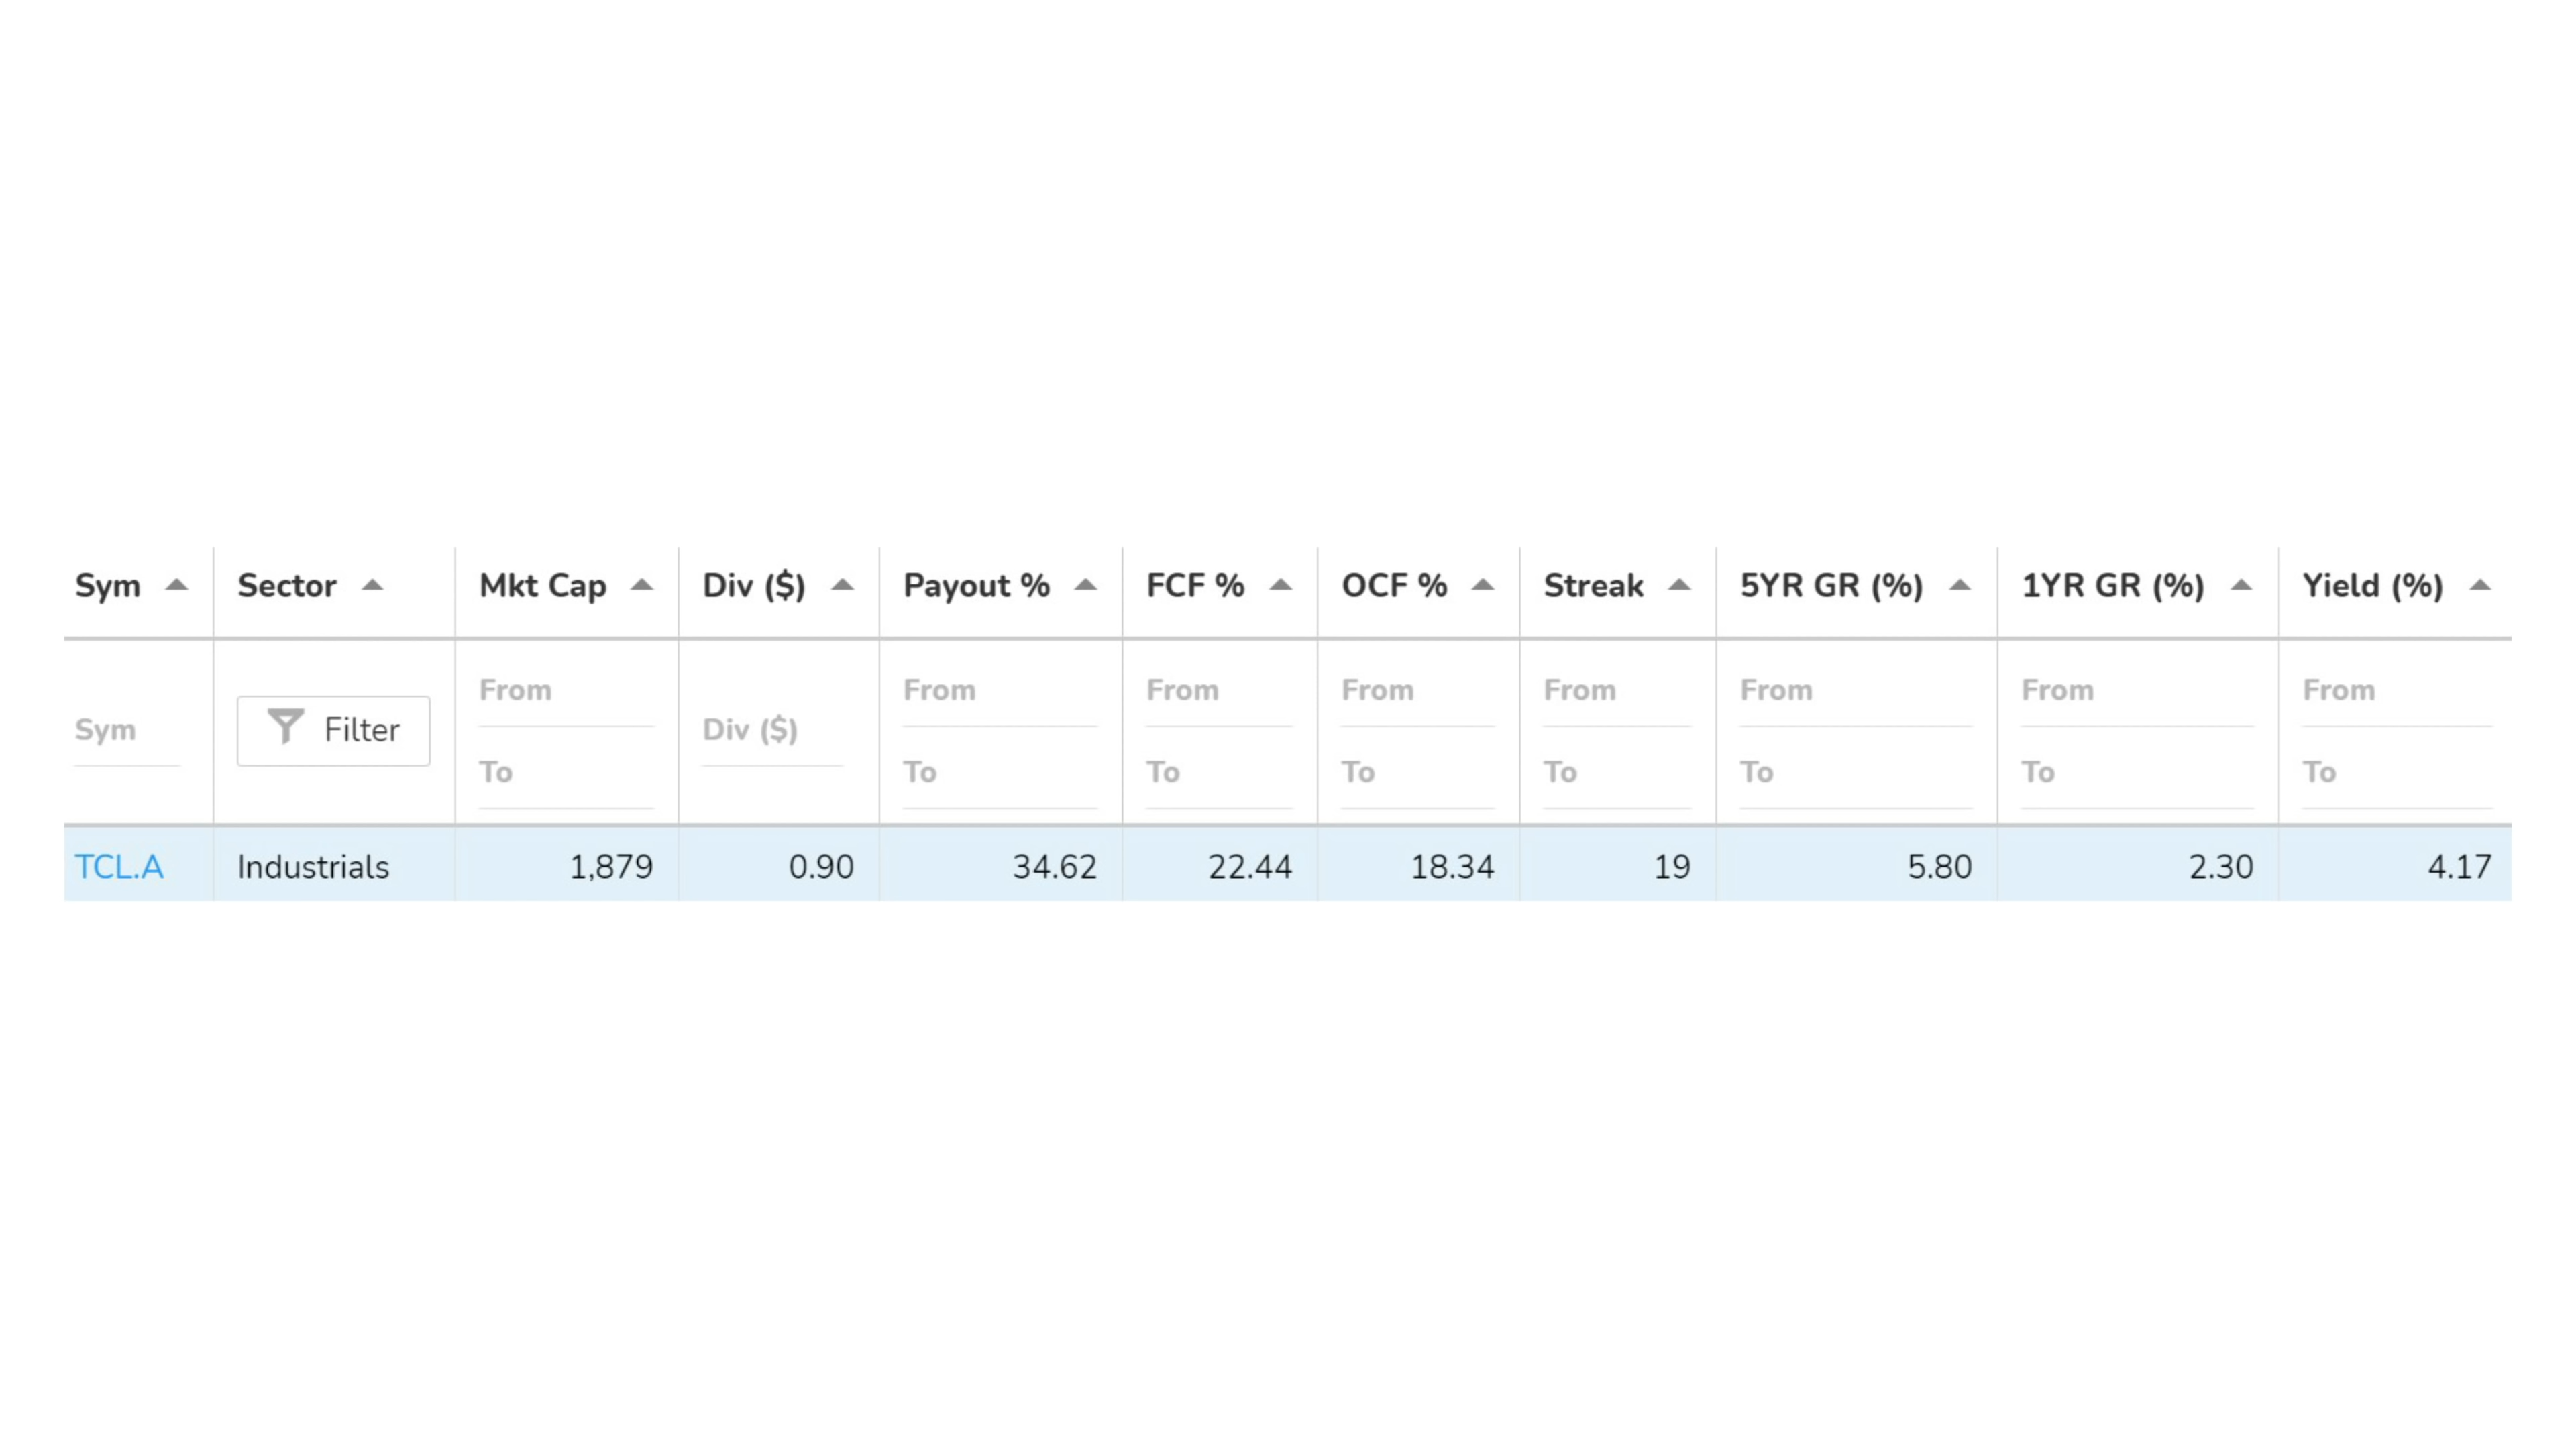 Sym Sector Mkt Cap Div ($) Payout % FCF % OCF % Streak 5YR GR (%) 1YR GR (%) Yield (%)
From From From From From From From From
Sym Filter Div ($)
To To To To To To To To
TCL.A Industrials 1,879 0.90 34.62 22.44 18.34 19 5.80 2.30 4.17